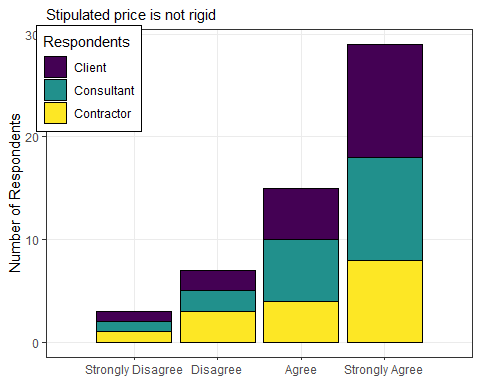 Stipulated price is not rigid
Respondents
Client
Consultant
Contractor
Number of Respondents
30
20
10
0
Strongly Disagree Disagree Agree Strongly Agree